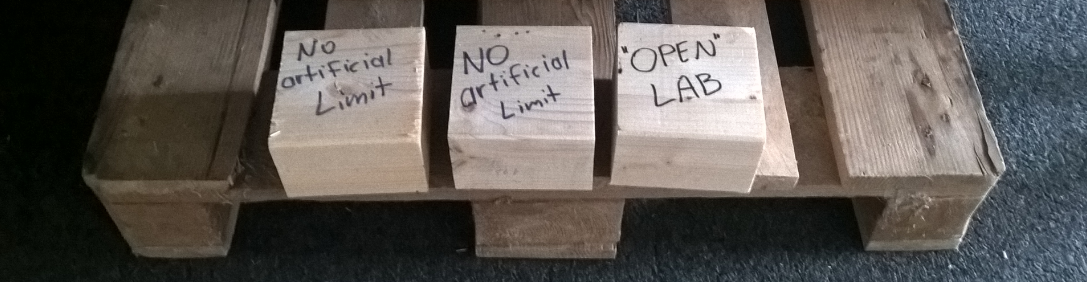 No
artificial
Limit
NO
artificial
Limit
"OPEN"
LAB